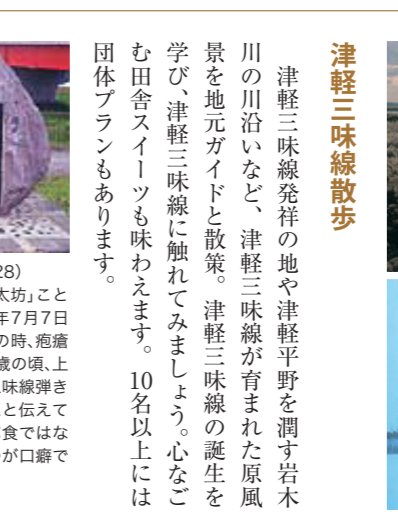 津軽三味線散歩
津軽三味線発祥の地や津軽平野を潤す岩木
川の川沿いなど、津軽三味線が育まれた原風
景を地元ガイドと散策。津軽三味線の誕生を
学び、津軽三味線に触れてみましょう。心なご
む田舎スイーツも味わえます。10名以上には
団体プランもあります。
28)
太坊」こと
年7月7日
の時、疱瘡
歳の頃、上
味線弾き
と伝えて
食ではな
が口癖で